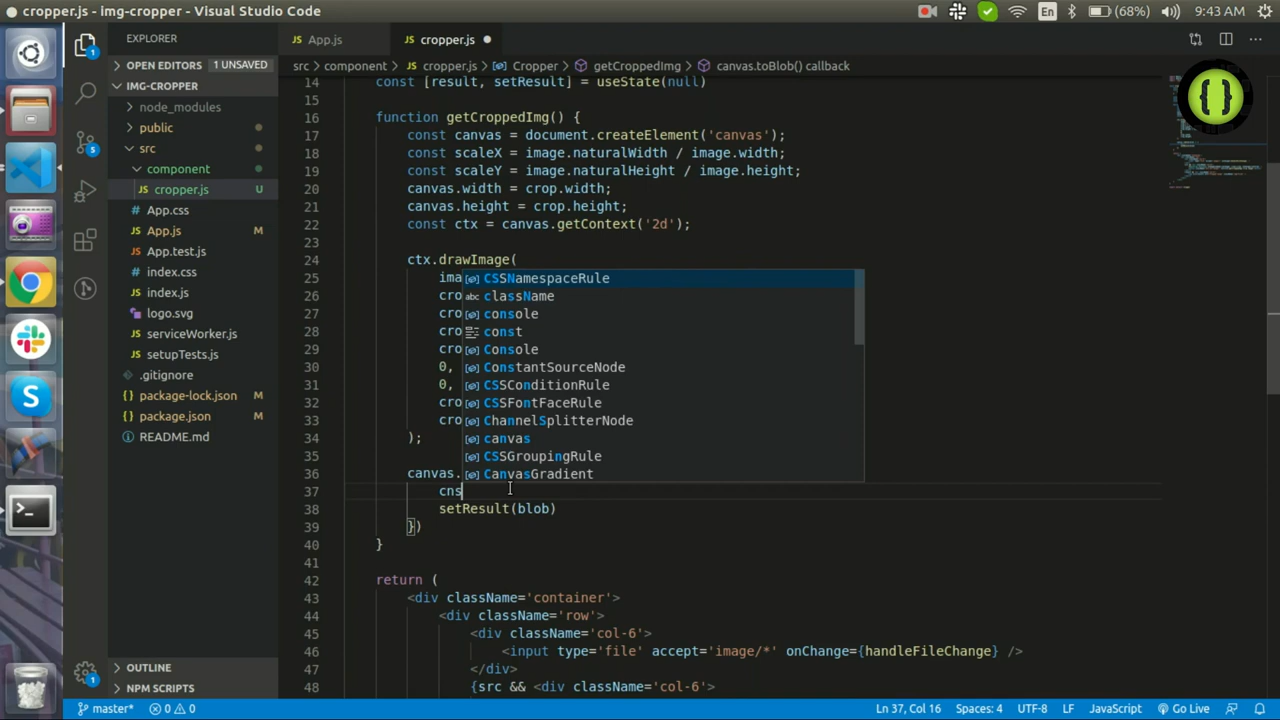 cropper.js - img-cropper - Visual Studio Code
En
(68%)
9:43 AM
EXPLORER
OPEN EDITORS 1 UNSAVED
IMG-CROPPER
node_modules
public
src
component
JS cropper.js U
# App.css
JS App.js M
JS App.test.js
# index.css
JS index.js
logo.svg
JS serviceWorker.js
JS setupTests.js
.gitignore
package-lock.json M
package.json M
README.md
OUTLINE
NPM SCRIPTS
1
5
1
JS App.js
JS cropper.js
src > component > JS cropper.js > Cropper > getCroppedImg > canvas.toBlob() callback
14 const [result, setResult] = useState(null)
15
16 function getCroppedImg() {
17 const canvas = document.createElement('canvas');
18 const scaleX = image.naturalWidth / image.width;
19 const scaleY = image.naturalHeight / image.height;
20 canvas.width = crop.width;
21 canvas.height = crop.height;
22 const ctx = canvas.getContext('2d');
23
24 ctx.drawImage(
25 ima
26 cro
27 cro
28 cro
29 cro
30 0,
31 0,
32 cro
33 cro
34 );
35
36 canvas.
37 cns
38 setResult(blob)
39 })
40 }
41
42 return (
43 <div className='container'>
44 <div className='row'>
45 <div className='col-6'>
46 <input type='file' accept='image/*' onChange={handleFileChange} />
47 </div>
48 {src && <div className='col-6'>
CSSNamespaceRule
abc className
console
const
Console
ConstantSourceNode
CSSConditionRule
CSSFontFaceRule
ChannelSplitterNode
canvas
CSSGroupingRule
CanvasGradient
{}
master*
0 0
Ln 37, Col 16
Spaces: 4
UTF-8
LF
JavaScript
Go Live